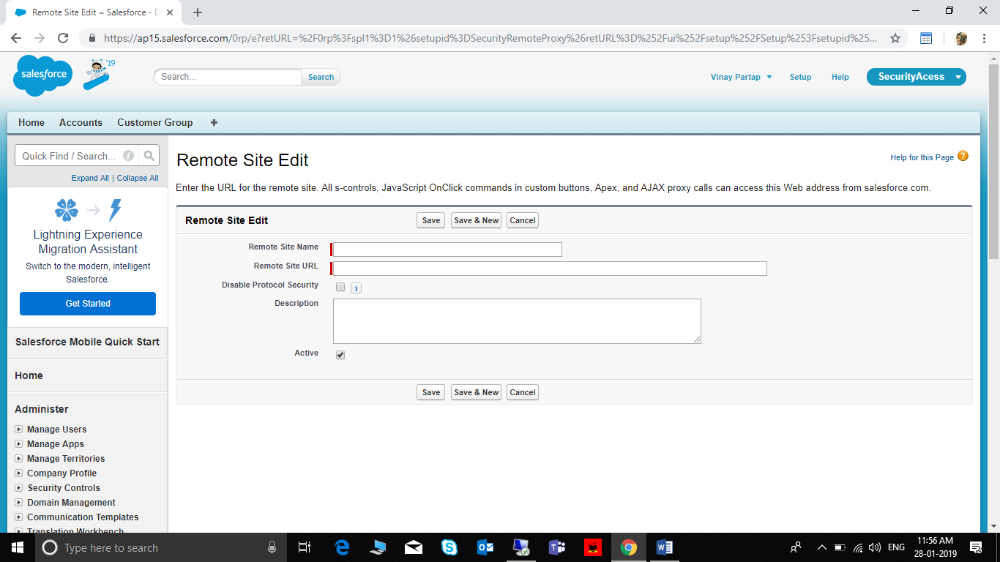 Remote Site Edit ~ Salesforce - D
https://ap15.salesforce.com/0rp/e?retURL=%2F0rp%3Fspl1%3D1%26setupid%3DSecurityRemoteProxy%26retURL%3D%252Fui%252Fsetup%252FSetup%253Fsetupid%25...
salesforce
'19
Search...
Search
Vinay Partap
Setup
Help
SecurityAcess
Home
Accounts
Customer Group
Quick Find / Search...
Expand All | Collapse All
Lightning Experience
Migration Assistant
Switch to the modern, intelligent
Salesforce.
Get Started
Salesforce Mobile Quick Start
Home
Administer
Manage Users
Manage Apps
Manage Territories
Company Profile
Security Controls
Domain Management
Communication Templates
Translation Workbench
Remote Site Edit
Help for this Page
Enter the URL for the remote site. All s-controls, JavaScript OnClick commands in custom buttons, Apex, and AJAX proxy calls can access this Web address from salesforce.com.
Remote Site Edit
Save
Save & New
Cancel
Remote Site Name
Remote Site URL
Disable Protocol Security
Description
Active
Save
Save & New
Cancel
Type here to search
ENG
11:56 AM
28-01-2019